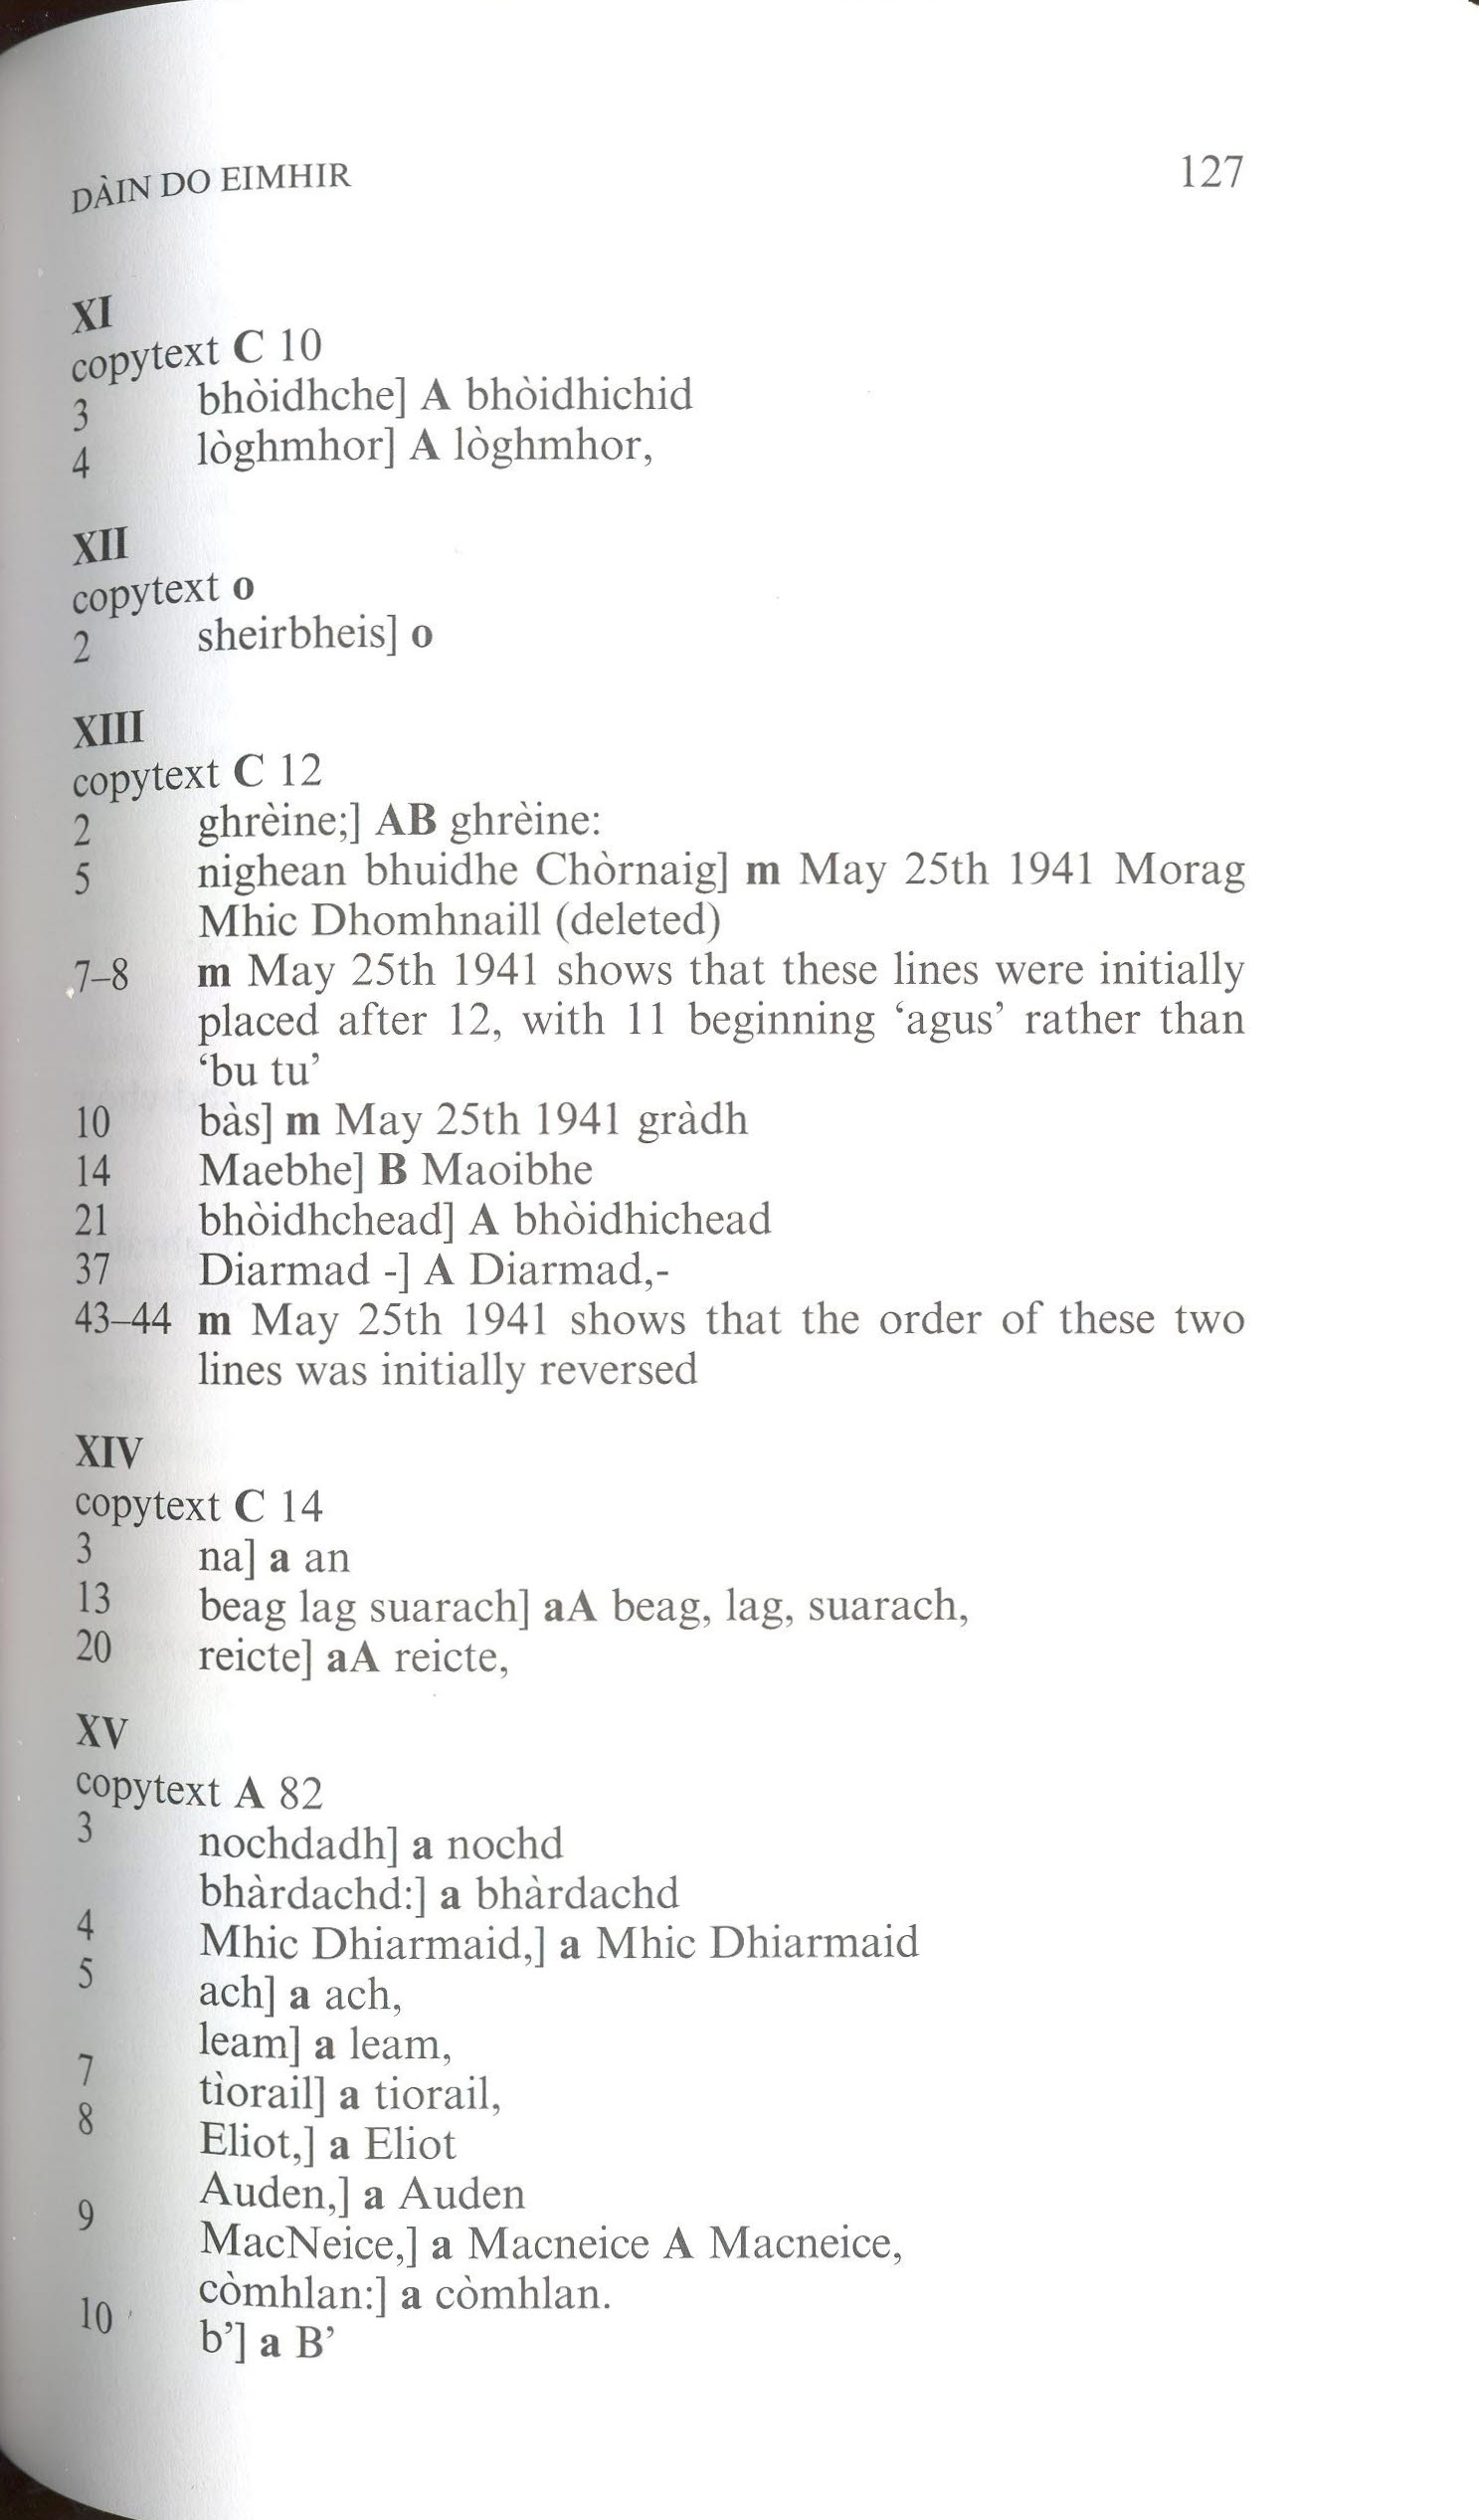 DÀIN DO EIMHIR 127
XI
copytext C 10
3 bhòidhche] A bhòidhichid
4 lòghmhor] A lòghmhor,
XII
copytext o
2 sheirbheis] o
XIII
copytext C 12
2 ghrèine;] AB ghrèine:
5 nighean bhuidhe Chòrnaig] m May 25th 1941 Morag
Mhic Dhomhnaill (deleted)
7–8 m May 25th 1941 shows that these lines were initially
placed after 12, with 11 beginning ‘agus’ rather than
‘bu tu’
10 bàs] m May 25th 1941 gràdh
14 Maebhe] B Maoibhe
21 bhòidhchead] A bhòidhichead
37 Diarmad -] A Diarmad,-
43–44 m May 25th 1941 shows that the order of these two
lines was initially reversed
XIV
copytext C 14
3 na] a an
13 beag lag suarach] aA beag, lag, suarach,
20 reicte] aA reicte,
XV
copytext A 82
3 nochdadh] a nochd
bhàrdachd:] a bhàrdachd
4 Mhic Dhiarmaid,] a Mhic Dhiarmaid
5 ach] a ach,
leam] a leam,
7 tìorail] a tiorail,
8 Eliot,] a Eliot
Auden,] a Auden
9 MacNeice,] a Macneice A Macneice,
còmhlan:] a còmhlan.
10 b’] a B’